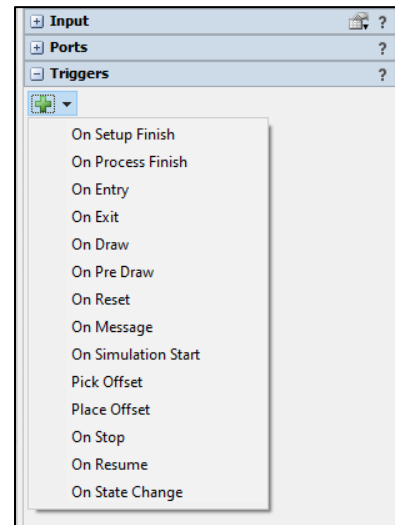 Input ?
Ports ?
Triggers ?
On Setup Finish
On Process Finish
On Entry
On Exit
On Draw
On Pre Draw
On Reset
On Message
On Simulation Start
Pick Offset
Place Offset
On Stop
On Resume
On State Change